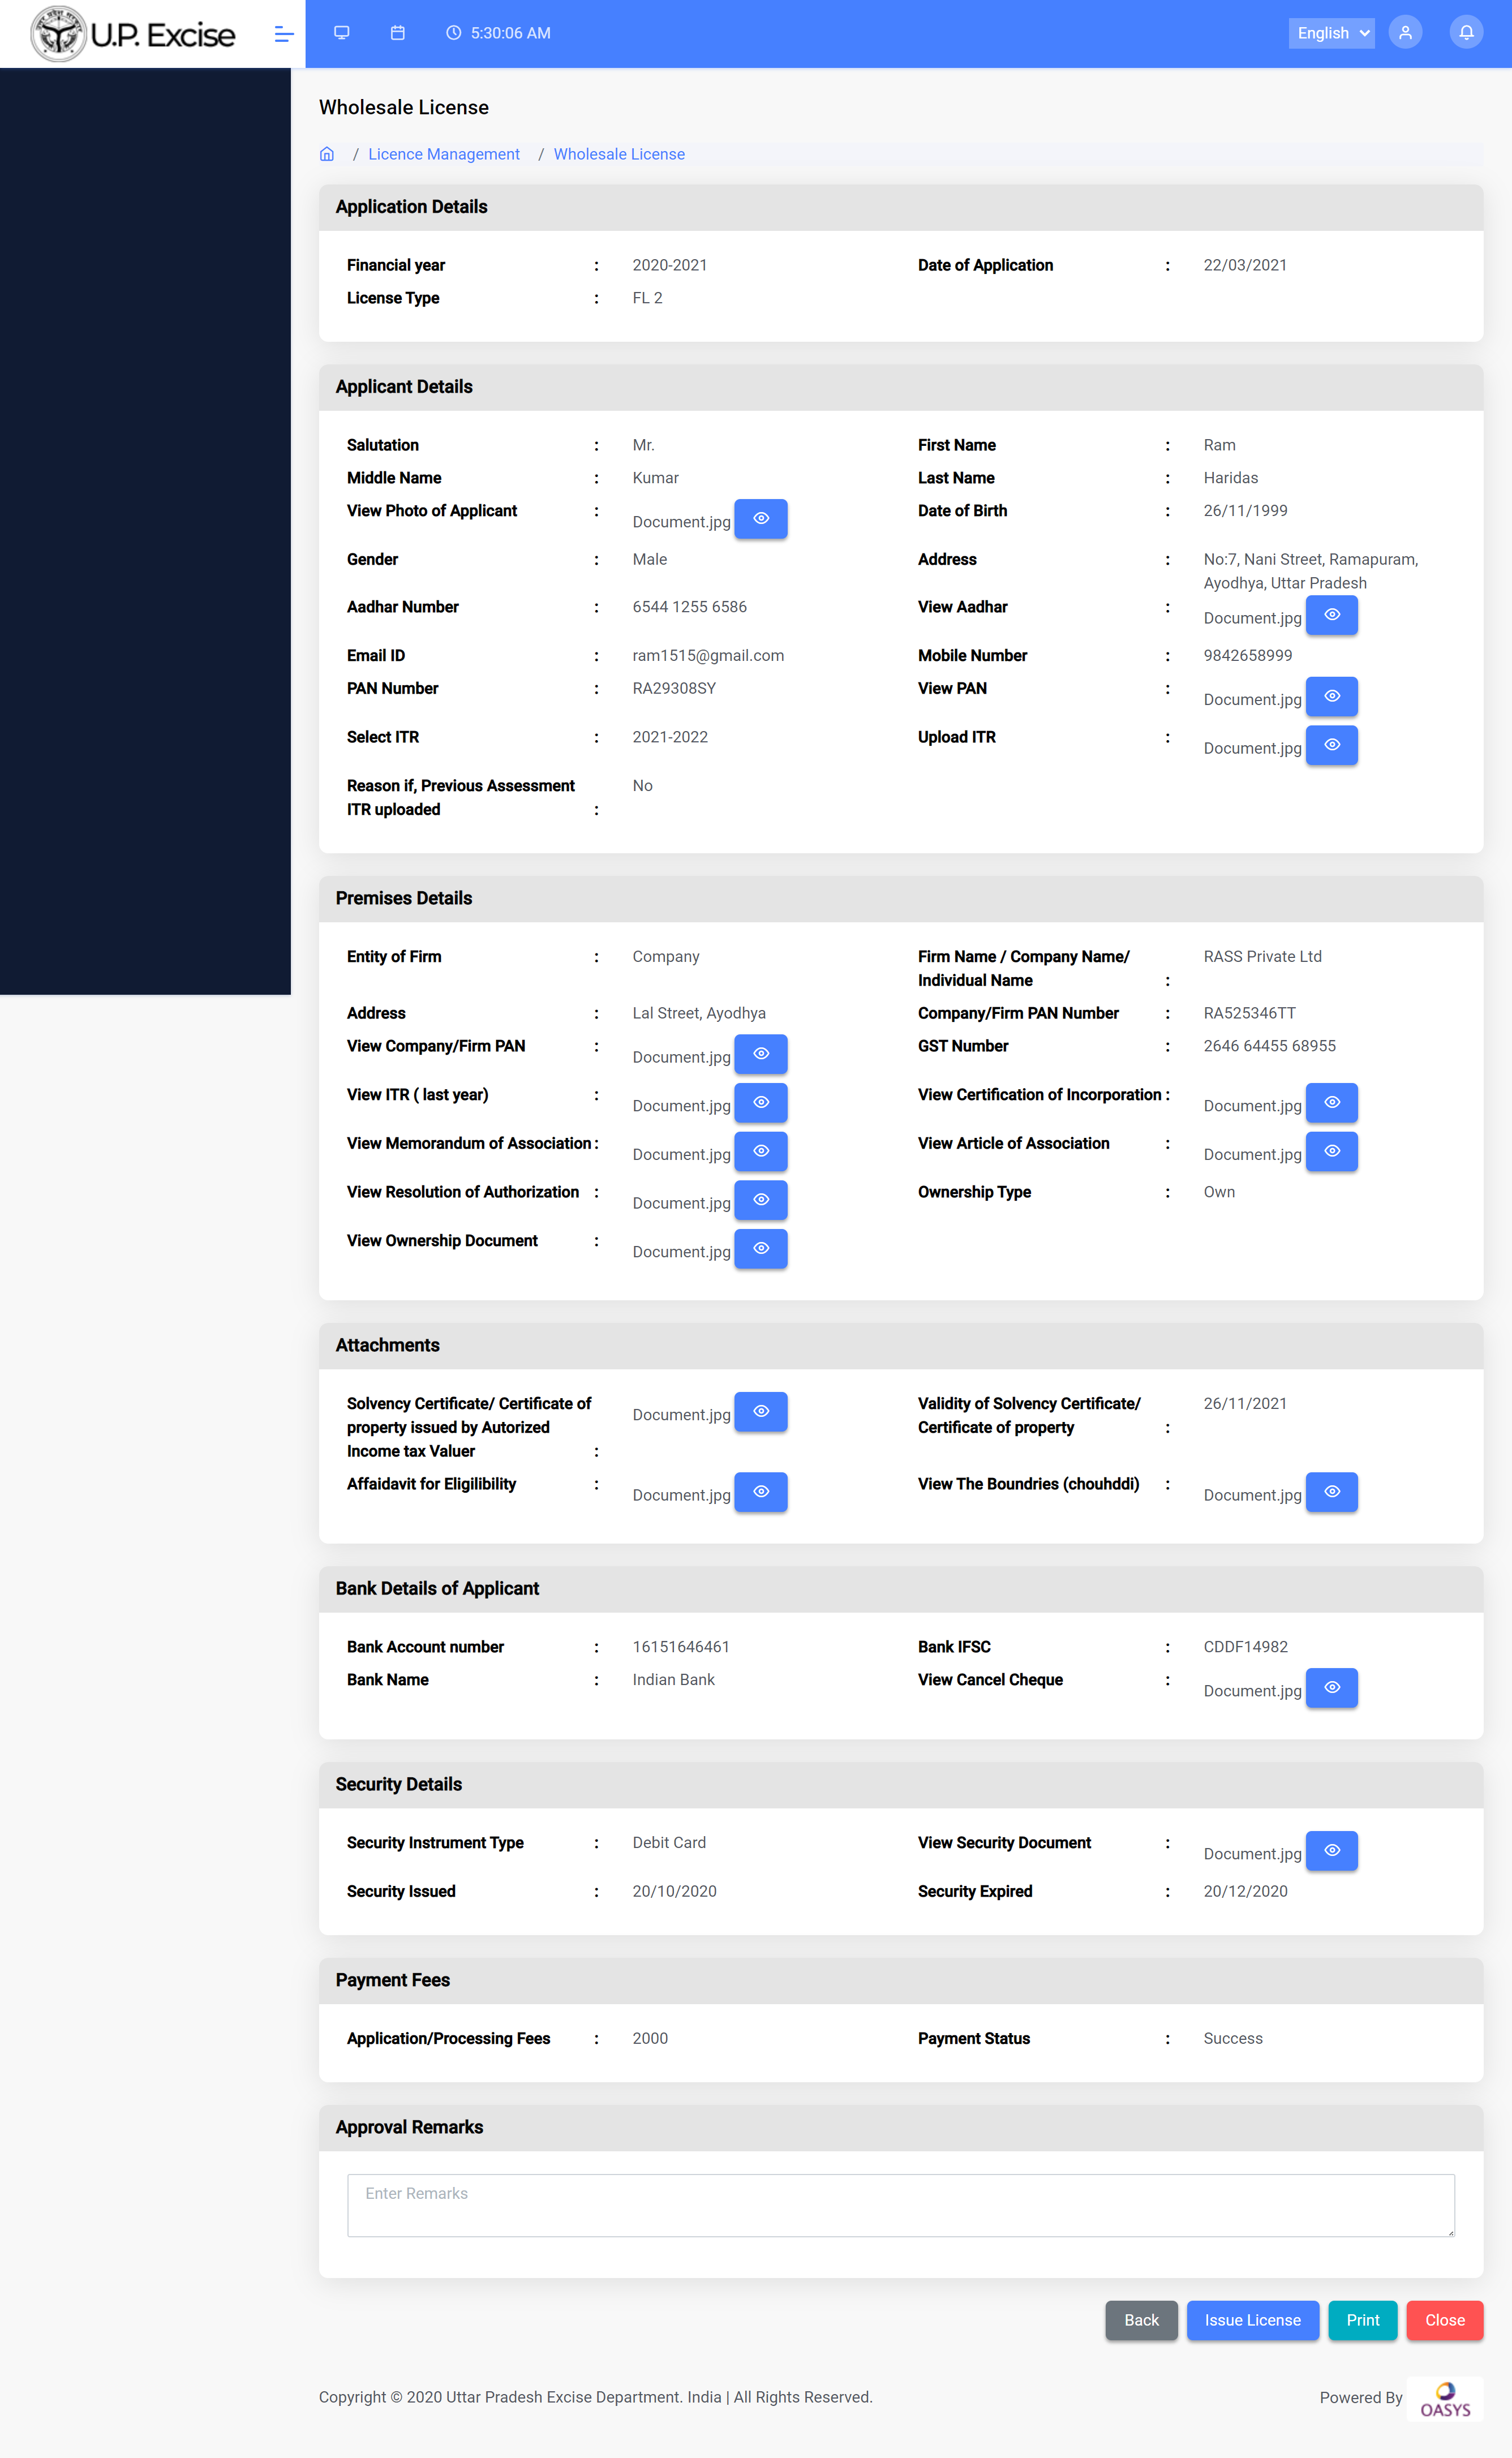 U.P. Excise
5:30:06 AM
English
Wholesale License
/ Licence Management / Wholesale License
Application Details
Financial year : 2020-2021 Date of Application : 22/03/2021
License Type : FL 2
Applicant Details
Salutation : Mr. First Name : Ram
Middle Name : Kumar Last Name : Haridas
View Photo of Applicant : Document.jpg Date of Birth : 26/11/1999
Gender : Male Address : No:7, Nani Street, Ramapuram,
Ayodhya, Uttar Pradesh
Aadhar Number : 6544 1255 6586 View Aadhar : Document.jpg
Email ID : ram1515@gmail.com Mobile Number : 9842658999
PAN Number : RA29308SY View PAN : Document.jpg
Select ITR : 2021-2022 Upload ITR : Document.jpg
Reason if, Previous Assessment No
ITR uploaded :
Premises Details
Entity of Firm : Company Firm Name / Company Name/ RASS Private Ltd
Individual Name :
Address : Lal Street, Ayodhya Company/Firm PAN Number : RA525346TT
View Company/Firm PAN : Document.jpg GST Number : 2646 64455 68955
View ITR ( last year) : Document.jpg View Certification of Incorporation : Document.jpg
View Memorandum of Association : Document.jpg View Article of Association : Document.jpg
View Resolution of Authorization : Document.jpg Ownership Type : Own
View Ownership Document : Document.jpg
Attachments
Solvency Certificate/ Certificate of Document.jpg Validity of Solvency Certificate/ 26/11/2021
property issued by Autorized Certificate of property :
Income tax Valuer :
Affaidavit for Eligilibility : Document.jpg View The Boundries (chouhddi) : Document.jpg
Bank Details of Applicant
Bank Account number : 16151646461 Bank IFSC : CDDF14982
Bank Name : Indian Bank View Cancel Cheque : Document.jpg
Security Details
Security Instrument Type : Debit Card View Security Document : Document.jpg
Security Issued : 20/10/2020 Security Expired : 20/12/2020
Payment Fees
Application/Processing Fees : 2000 Payment Status : Success
Approval Remarks
Enter Remarks
Back Issue License Print Close
Copyright © 2020 Uttar Pradesh Excise Department. India | All Rights Reserved. Powered By OASYS